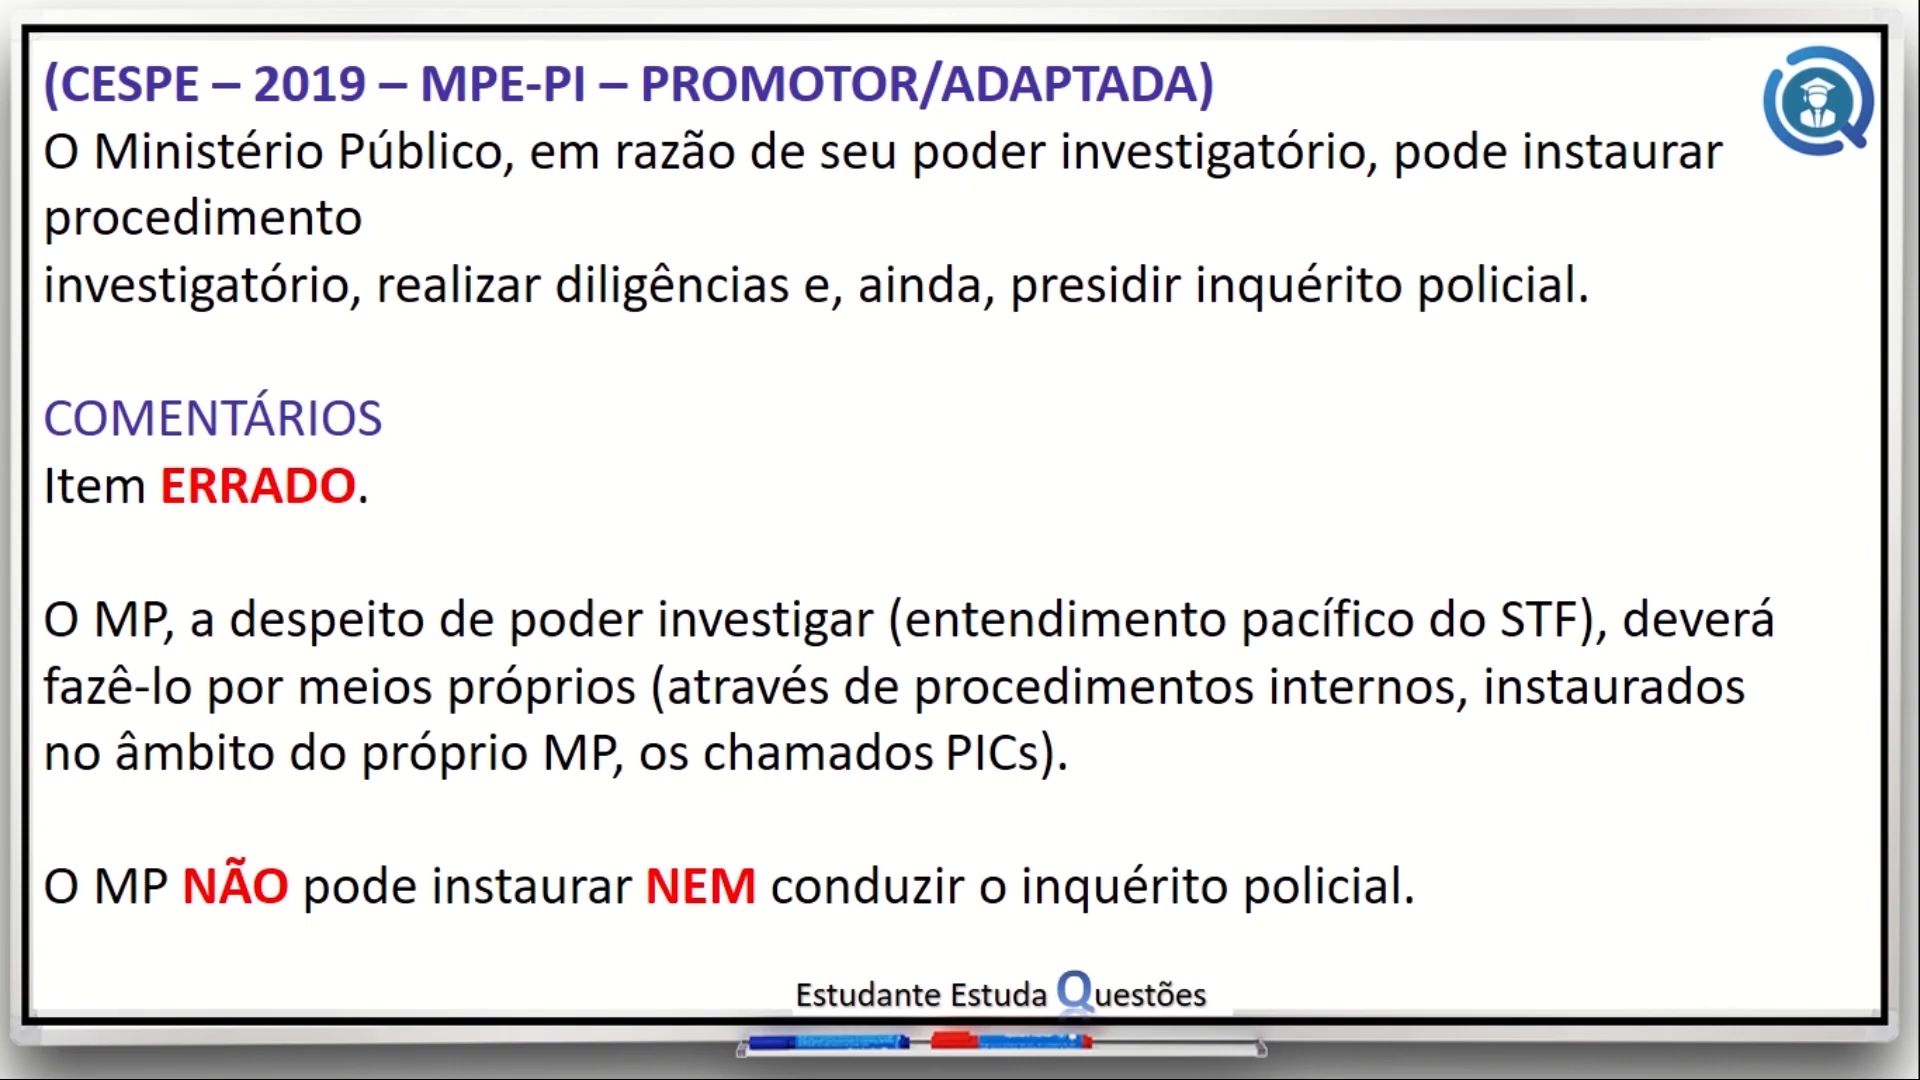 (CESPE – 2019 – MPE-PI – PROMOTOR/ADAPTADA)
O Ministério Público, em razão de seu poder investigatório, pode instaurar
procedimento
investigatório, realizar diligências e, ainda, presidir inquérito policial.
COMENTÁRIOS
Item ERRADO.
O MP, a despeito de poder investigar (entendimento pacífico do STF), deverá
fazê-lo por meios próprios (através de procedimentos internos, instaurados
no âmbito do próprio MP, os chamados PICs).
O MP NÃO pode instaurar NEM conduzir o inquérito policial.
Estudante Estuda Questões